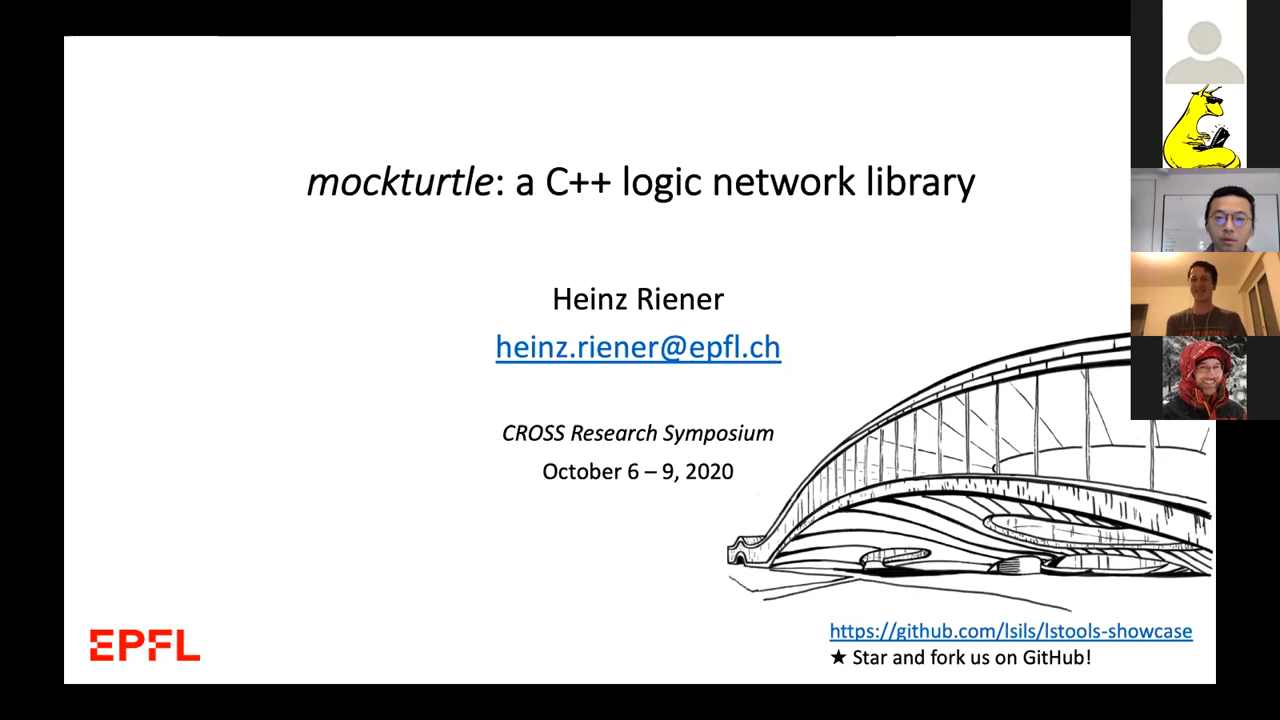 mockturtle: a C++ logic network library
Heinz Riener
heinz.riener@epfl.ch
CROSS Research Symposium
October 6 – 9, 2020
EPFL
https://github.com/lsils/lstools-showcase
★ Star and fork us on GitHub!